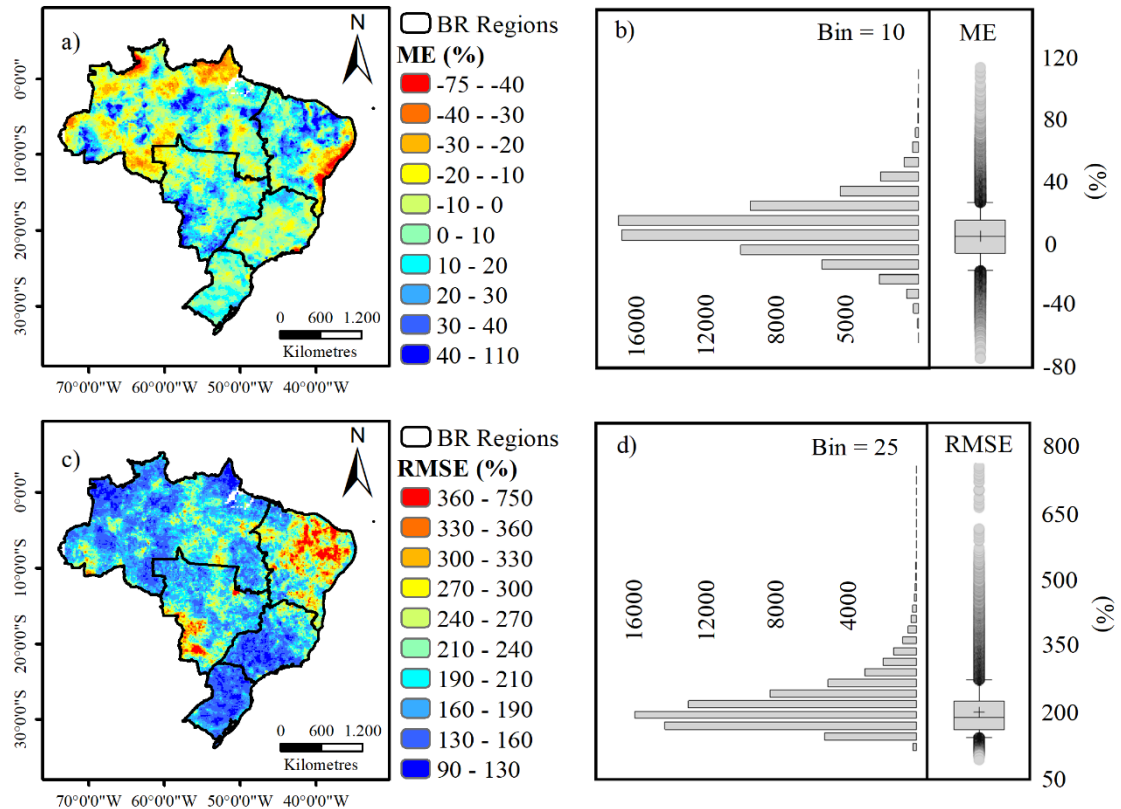 a)
N
BR Regions
ME (%)
-75 - -40
-40 - -30
-30 - -20
-20 - -10
-10 - 0
0 - 10
10 - 20
20 - 30
30 - 40
40 - 110
0°0'0"
10°0'0"S
20°0'0"S
30°0'0"S
0 600 1.200
Kilometres
70°0'0"W 60°0'0"W 50°0'0"W 40°0'0"W
b)
Bin = 10
ME
16000 12000 8000 5000
120
80
40
0
-40
-80
(%)
c)
N
BR Regions
RMSE (%)
360 - 750
330 - 360
300 - 330
270 - 300
240 - 270
210 - 240
190 - 210
160 - 190
130 - 160
90 - 130
0°0'0"S
10°0'0"S
20°0'0"S
30°0'0"S
0 600 1.200
Kilometres
70°0'0"W 60°0'0"W 50°0'0"W 40°0'0"W
d)
Bin = 25
RMSE
16000 12000 8000 4000
800
650
500
350
200
50
(%)